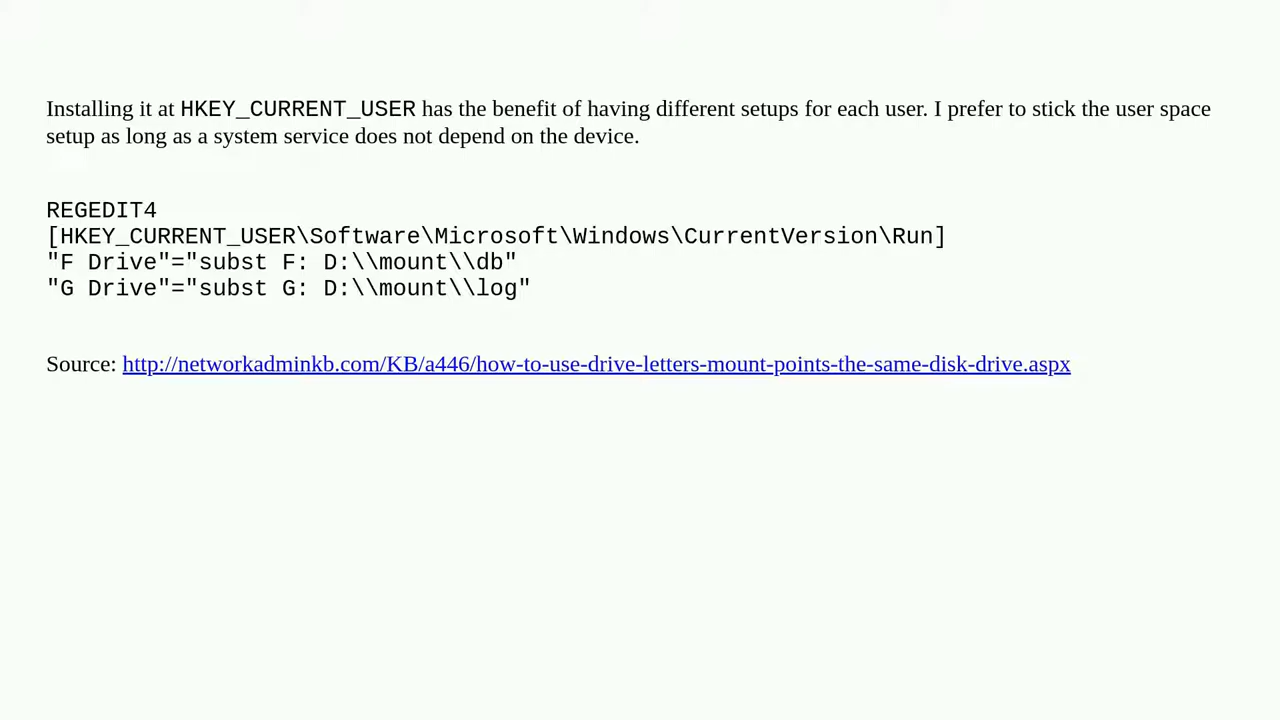 Installing it at HKEY_CURRENT_USER has the benefit of having different setups for each user. I prefer to stick the user space
setup as long as a system service does not depend on the device.
REGEDIT4
[HKEY_CURRENT_USER\Software\Microsoft\Windows\CurrentVersion\Run]
"F Drive"="subst F: D:\\mount\\db"
"G Drive"="subst G: D:\\mount\\log"
Source: http://networkadminkb.com/KB/a446/how-to-use-drive-letters-mount-points-the-same-disk-drive.aspx